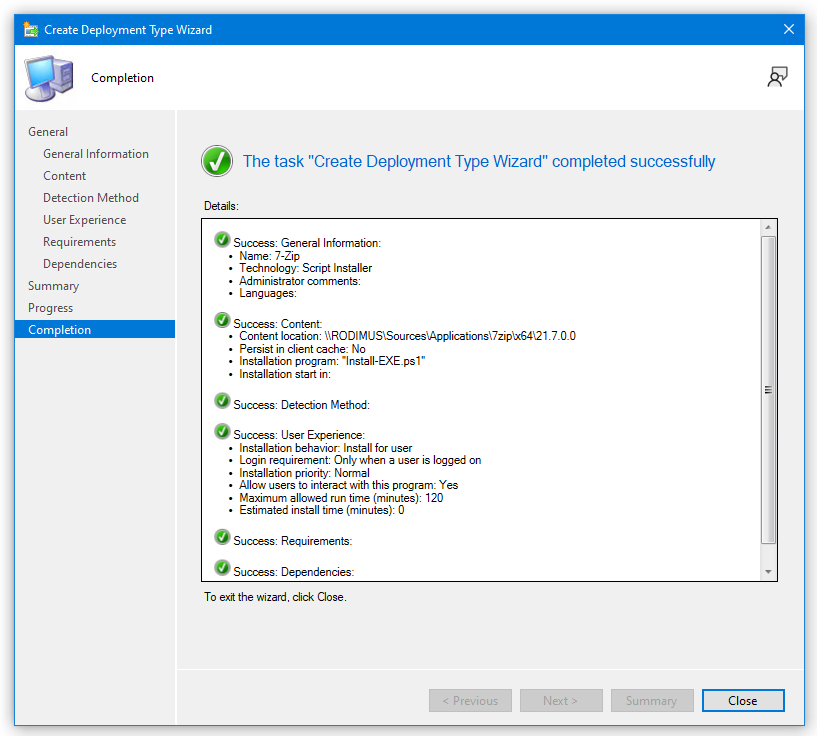 Create Deployment Type Wizard
Completion
General
General Information
Content
Detection Method
User Experience
Requirements
Dependencies
Summary
Progress
Completion
The task "Create Deployment Type Wizard" completed successfully
Details:
Success: General Information:
• Name: 7-Zip
• Technology: Script Installer
• Administrator comments:
• Languages:
Success: Content:
• Content location: \\RODIMUS\Sources\Applications\7zip\x64\21.7.0.0
• Persist in client cache: No
• Installation program: "Install-EXE.ps1"
• Installation start in:
Success: Detection Method:
Success: User Experience:
• Installation behavior: Install for user
• Login requirement: Only when a user is logged on
• Installation priority: Normal
• Allow users to interact with this program: Yes
• Maximum allowed run time (minutes): 120
• Estimated install time (minutes): 0
Success: Requirements:
Success: Dependencies:
To exit the wizard, click Close.
< Previous
Next >
Summary
Close